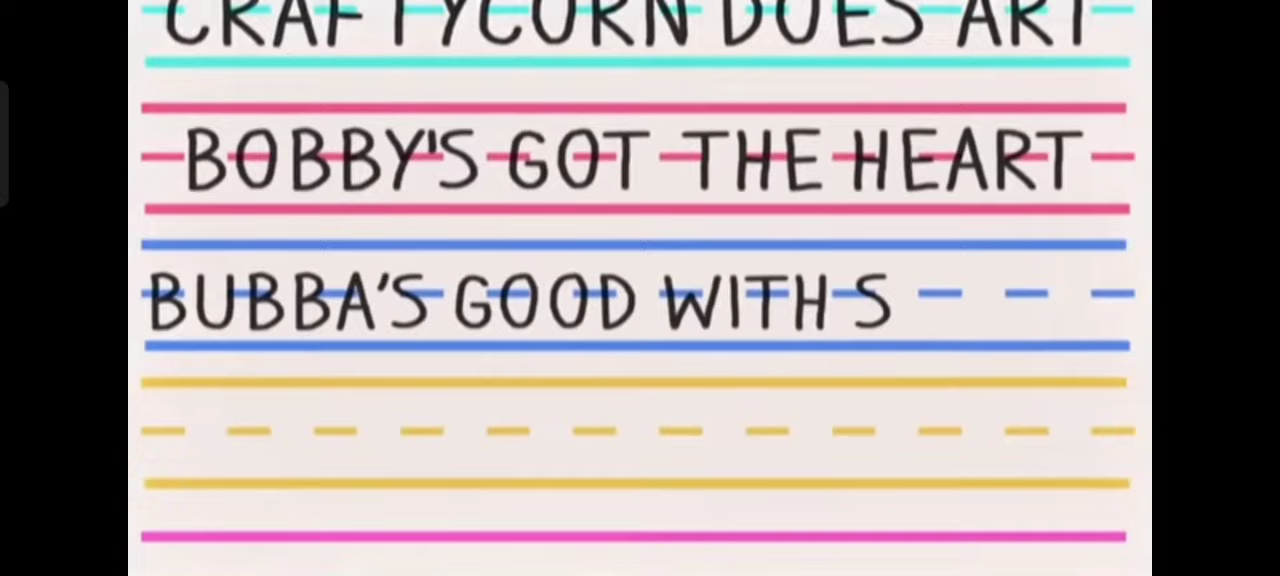 CRAFTYCORN DOES ART
BOBBY'S GOT THE HEART
BUBBA'S GOOD WITH S